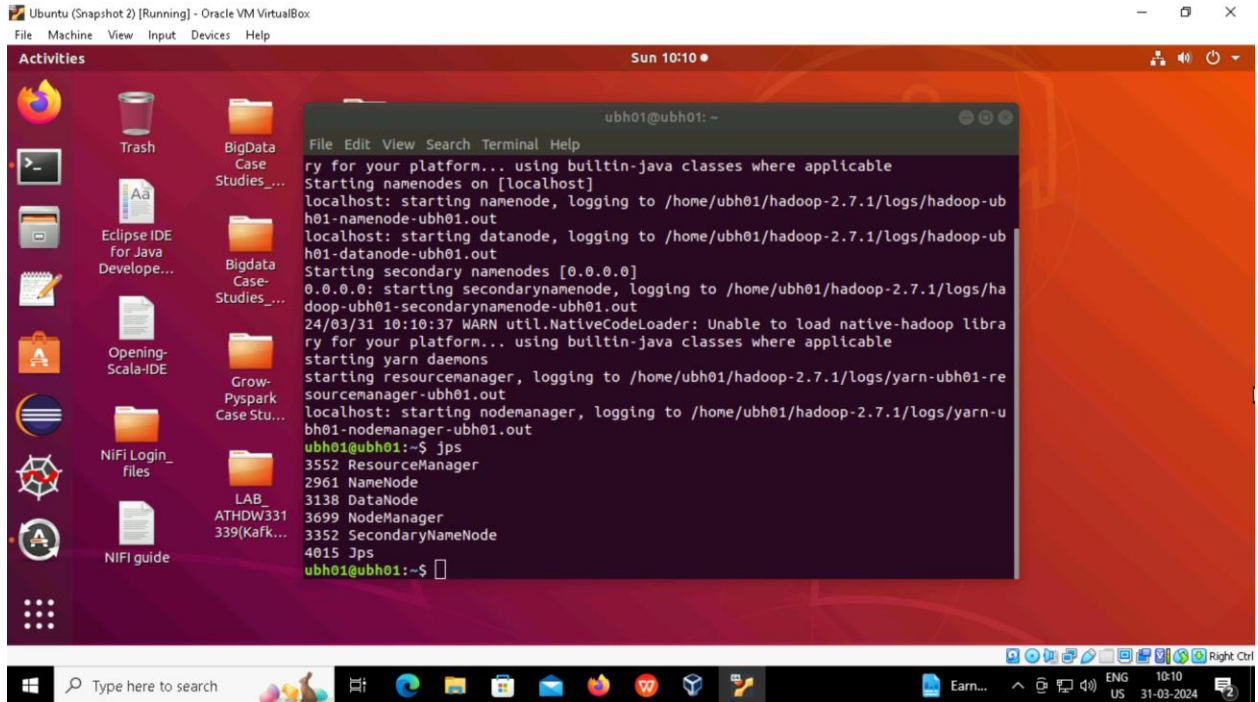 Ubuntu (Snapshot 2) [Running] - Oracle VM VirtualBox
File Machine View Input Devices Help
Activities
Sun 10:10
Trash
BigData
Case
Studies_...
Eclipse IDE
for Java
Develope...
Bigdata
Case-
Studies_...
Opening-
Scala-IDE
Grow-
Pyspark
Case Stu...
NiFi Login_
files
LAB_
ATHDW331
339(Kafk...
NIFI guide
ubh01@ubh01: ~
File Edit View Search Terminal Help
ry for your platform... using builtin-java classes where applicable
Starting namenodes on [localhost]
localhost: starting namenode, logging to /home/ubh01/hadoop-2.7.1/logs/hadoop-ub
h01-namenode-ubh01.out
localhost: starting datanode, logging to /home/ubh01/hadoop-2.7.1/logs/hadoop-ub
h01-datanode-ubh01.out
Starting secondary namenodes [0.0.0.0]
0.0.0.0: starting secondarynamenode, logging to /home/ubh01/hadoop-2.7.1/logs/ha
doop-ubh01-secondarynamenode-ubh01.out
24/03/31 10:10:37 WARN util.NativeCodeLoader: Unable to load native-hadoop libra
ry for your platform... using builtin-java classes where applicable
starting yarn daemons
starting resourcemanager, logging to /home/ubh01/hadoop-2.7.1/logs/yarn-ubh01-re
sourcemanager-ubh01.out
localhost: starting nodemanager, logging to /home/ubh01/hadoop-2.7.1/logs/yarn-u
bh01-nodemanager-ubh01.out
ubh01@ubh01:~$ jps
3552 ResourceManager
2961 NameNode
3138 DataNode
3699 NodeManager
3352 SecondaryNameNode
4015 Jps
ubh01@ubh01:~$
Right Ctrl
Type here to search
Earn...
ENG
US
10:10
31-03-2024
2